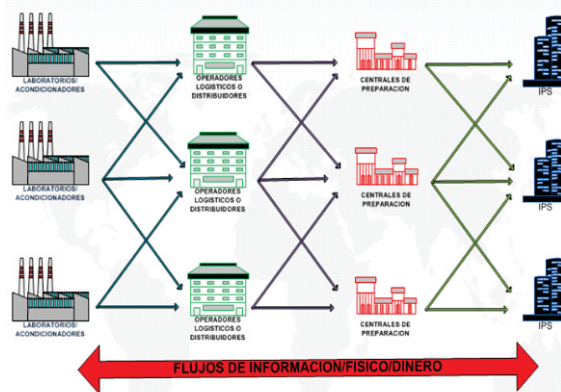 LABORATORIOS/
ACONDICIONADORES
OPERADORES
LOGISTICOS O
DISTRIBUIDORES
CENTRALES DE
PREPARACION
IPS
LABORATORIOS/
ACONDICIONADORES
OPERADORES
LOGISTICOS O
DISTRIBUIDORES
CENTRALES DE
PREPARACION
IPS
LABORATORIOS/
ACONDICIONADORES
OPERADORES
LOGISTICOS O
DISTRIBUIDORES
CENTRALES DE
PREPARACION
IPS
FLUJOS DE INFORMACION/FISICO/DINERO